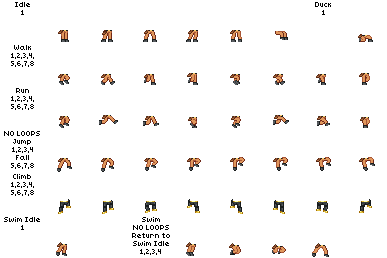 Idle
1
Duck
1
Walk
1,2,3,4,
5,6,7,8
Run
1,2,3,4,
5,6,7,8
NO LOOPS
Jump
1,2,3,4
Fall
5,6,7,8
Climb
1,2,3,4,
5,6,7,8
Swim Idle
1
Swim
NO LOOPS
Return to
Swim Idle
1,2,3,4